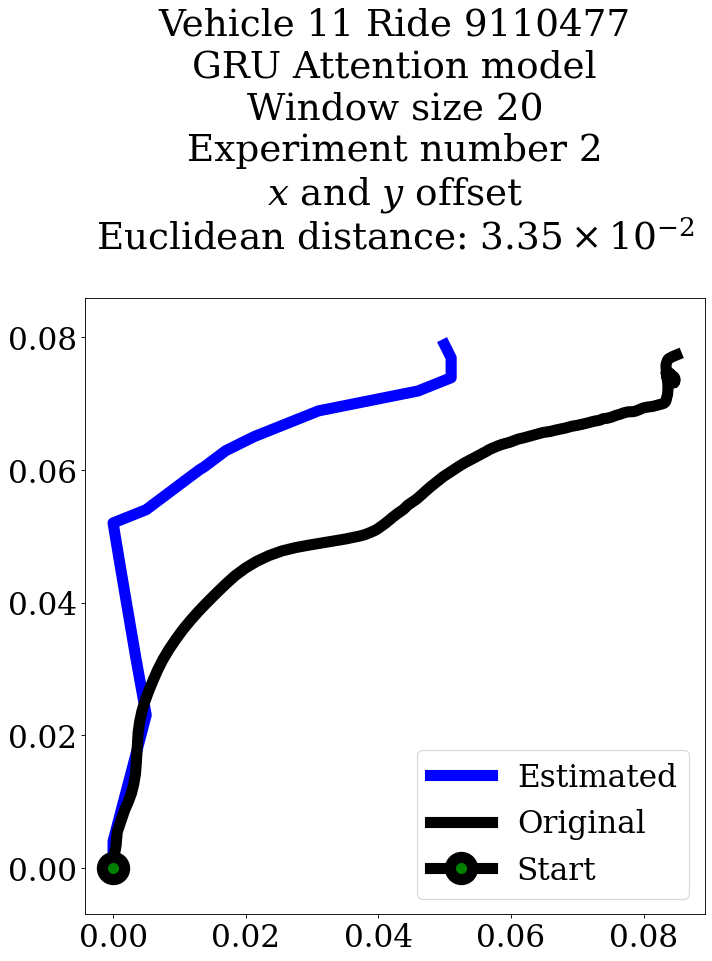 Vehicle 11 Ride 9110477
GRU Attention model
Window size 20
Experiment number 2
x and y offset
Euclidean distance: 3.35 × 10⁻²
0.08
0.06
0.04
0.02
0.00
Estimated
Original
Start
0.00 0.02 0.04 0.06 0.08